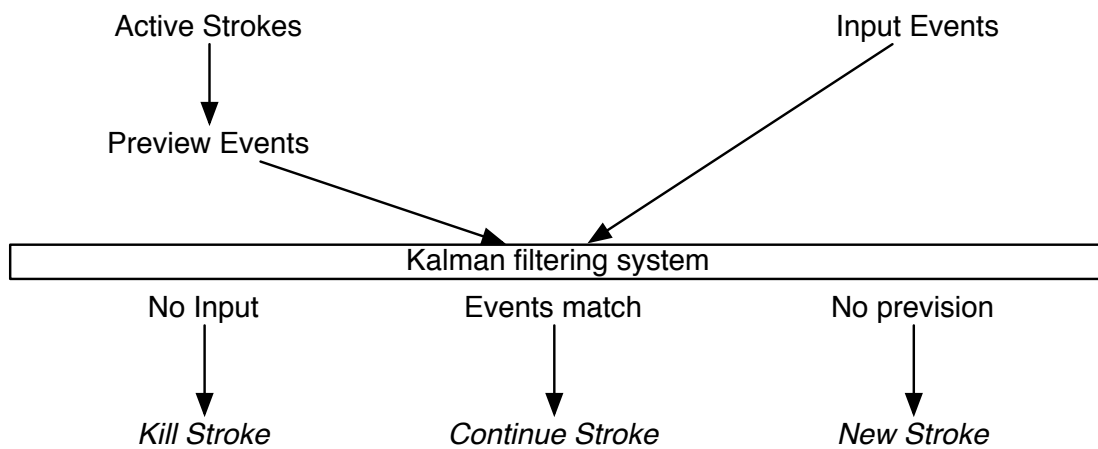 Active Strokes
Input Events
Preview Events
Kalman filtering system
No Input
Events match
No prevision
Kill Stroke
Continue Stroke
New Stroke